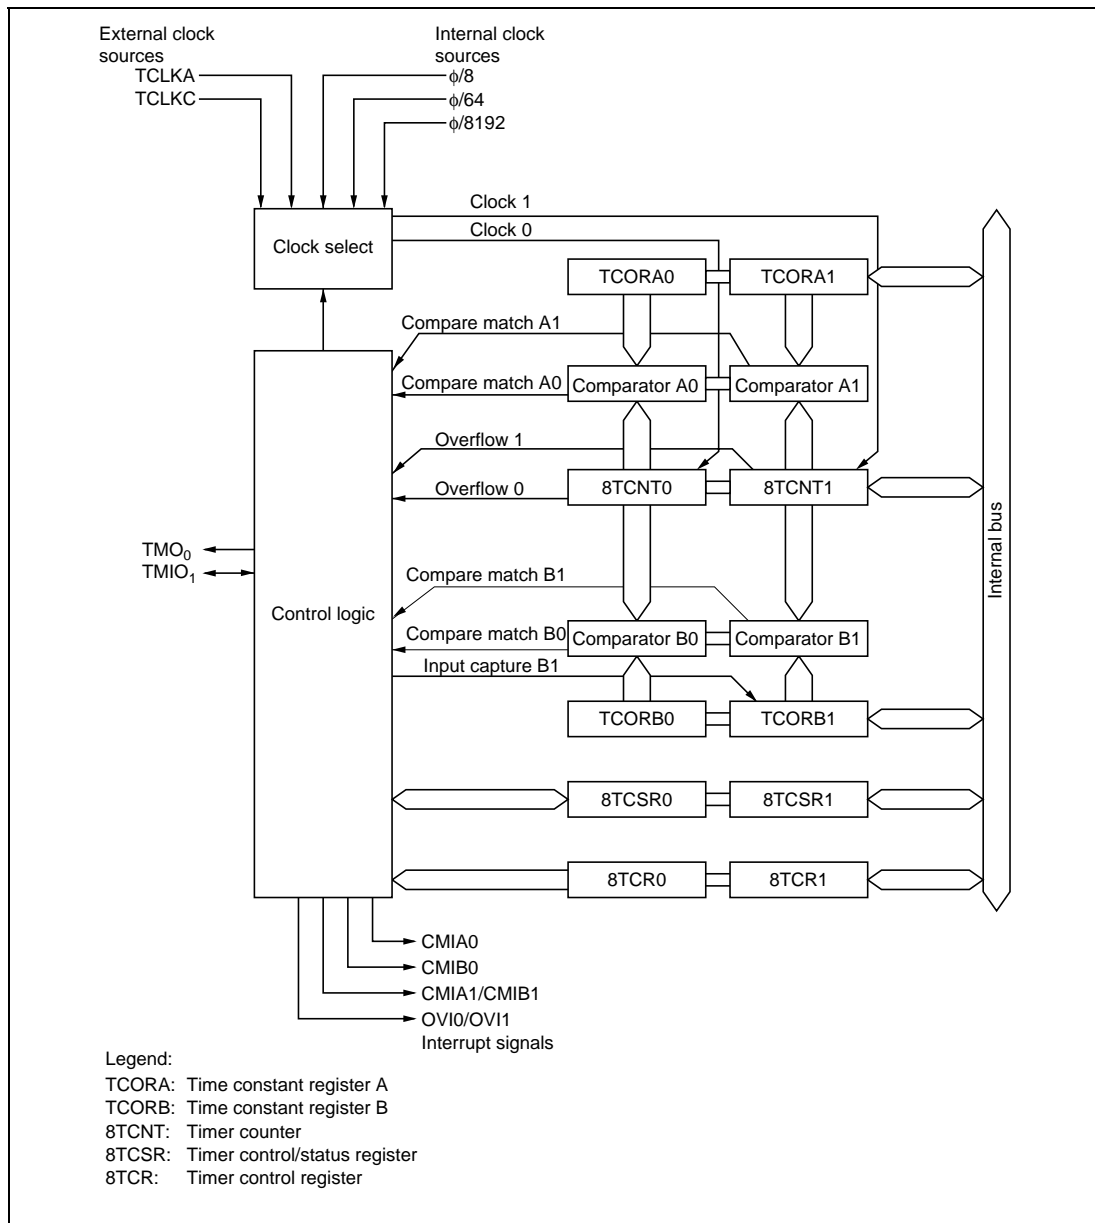 External clock
sources
TCLKA
TCLKC
Internal clock
sources
ϕ/8
ϕ/64
ϕ/8192
Clock 1
Clock 0
Clock select
TCORA0
TCORA1
Compare match A1
Compare match A0
Comparator A0
Comparator A1
Overflow 1
Overflow 0
8TCNT0
8TCNT1
Internal bus
TMO0
TMIO1
Control logic
Compare match B1
Compare match B0
Comparator B0
Comparator B1
Input capture B1
TCORB0
TCORB1
8TCSR0
8TCSR1
8TCR0
8TCR1
CMIA0
CMIB0
CMIA1/CMIB1
OVI0/OVI1
Interrupt signals
Legend:
TCORA: Time constant register A
TCORB: Time constant register B
8TCNT: Timer counter
8TCSR: Timer control/status register
8TCR: Timer control register